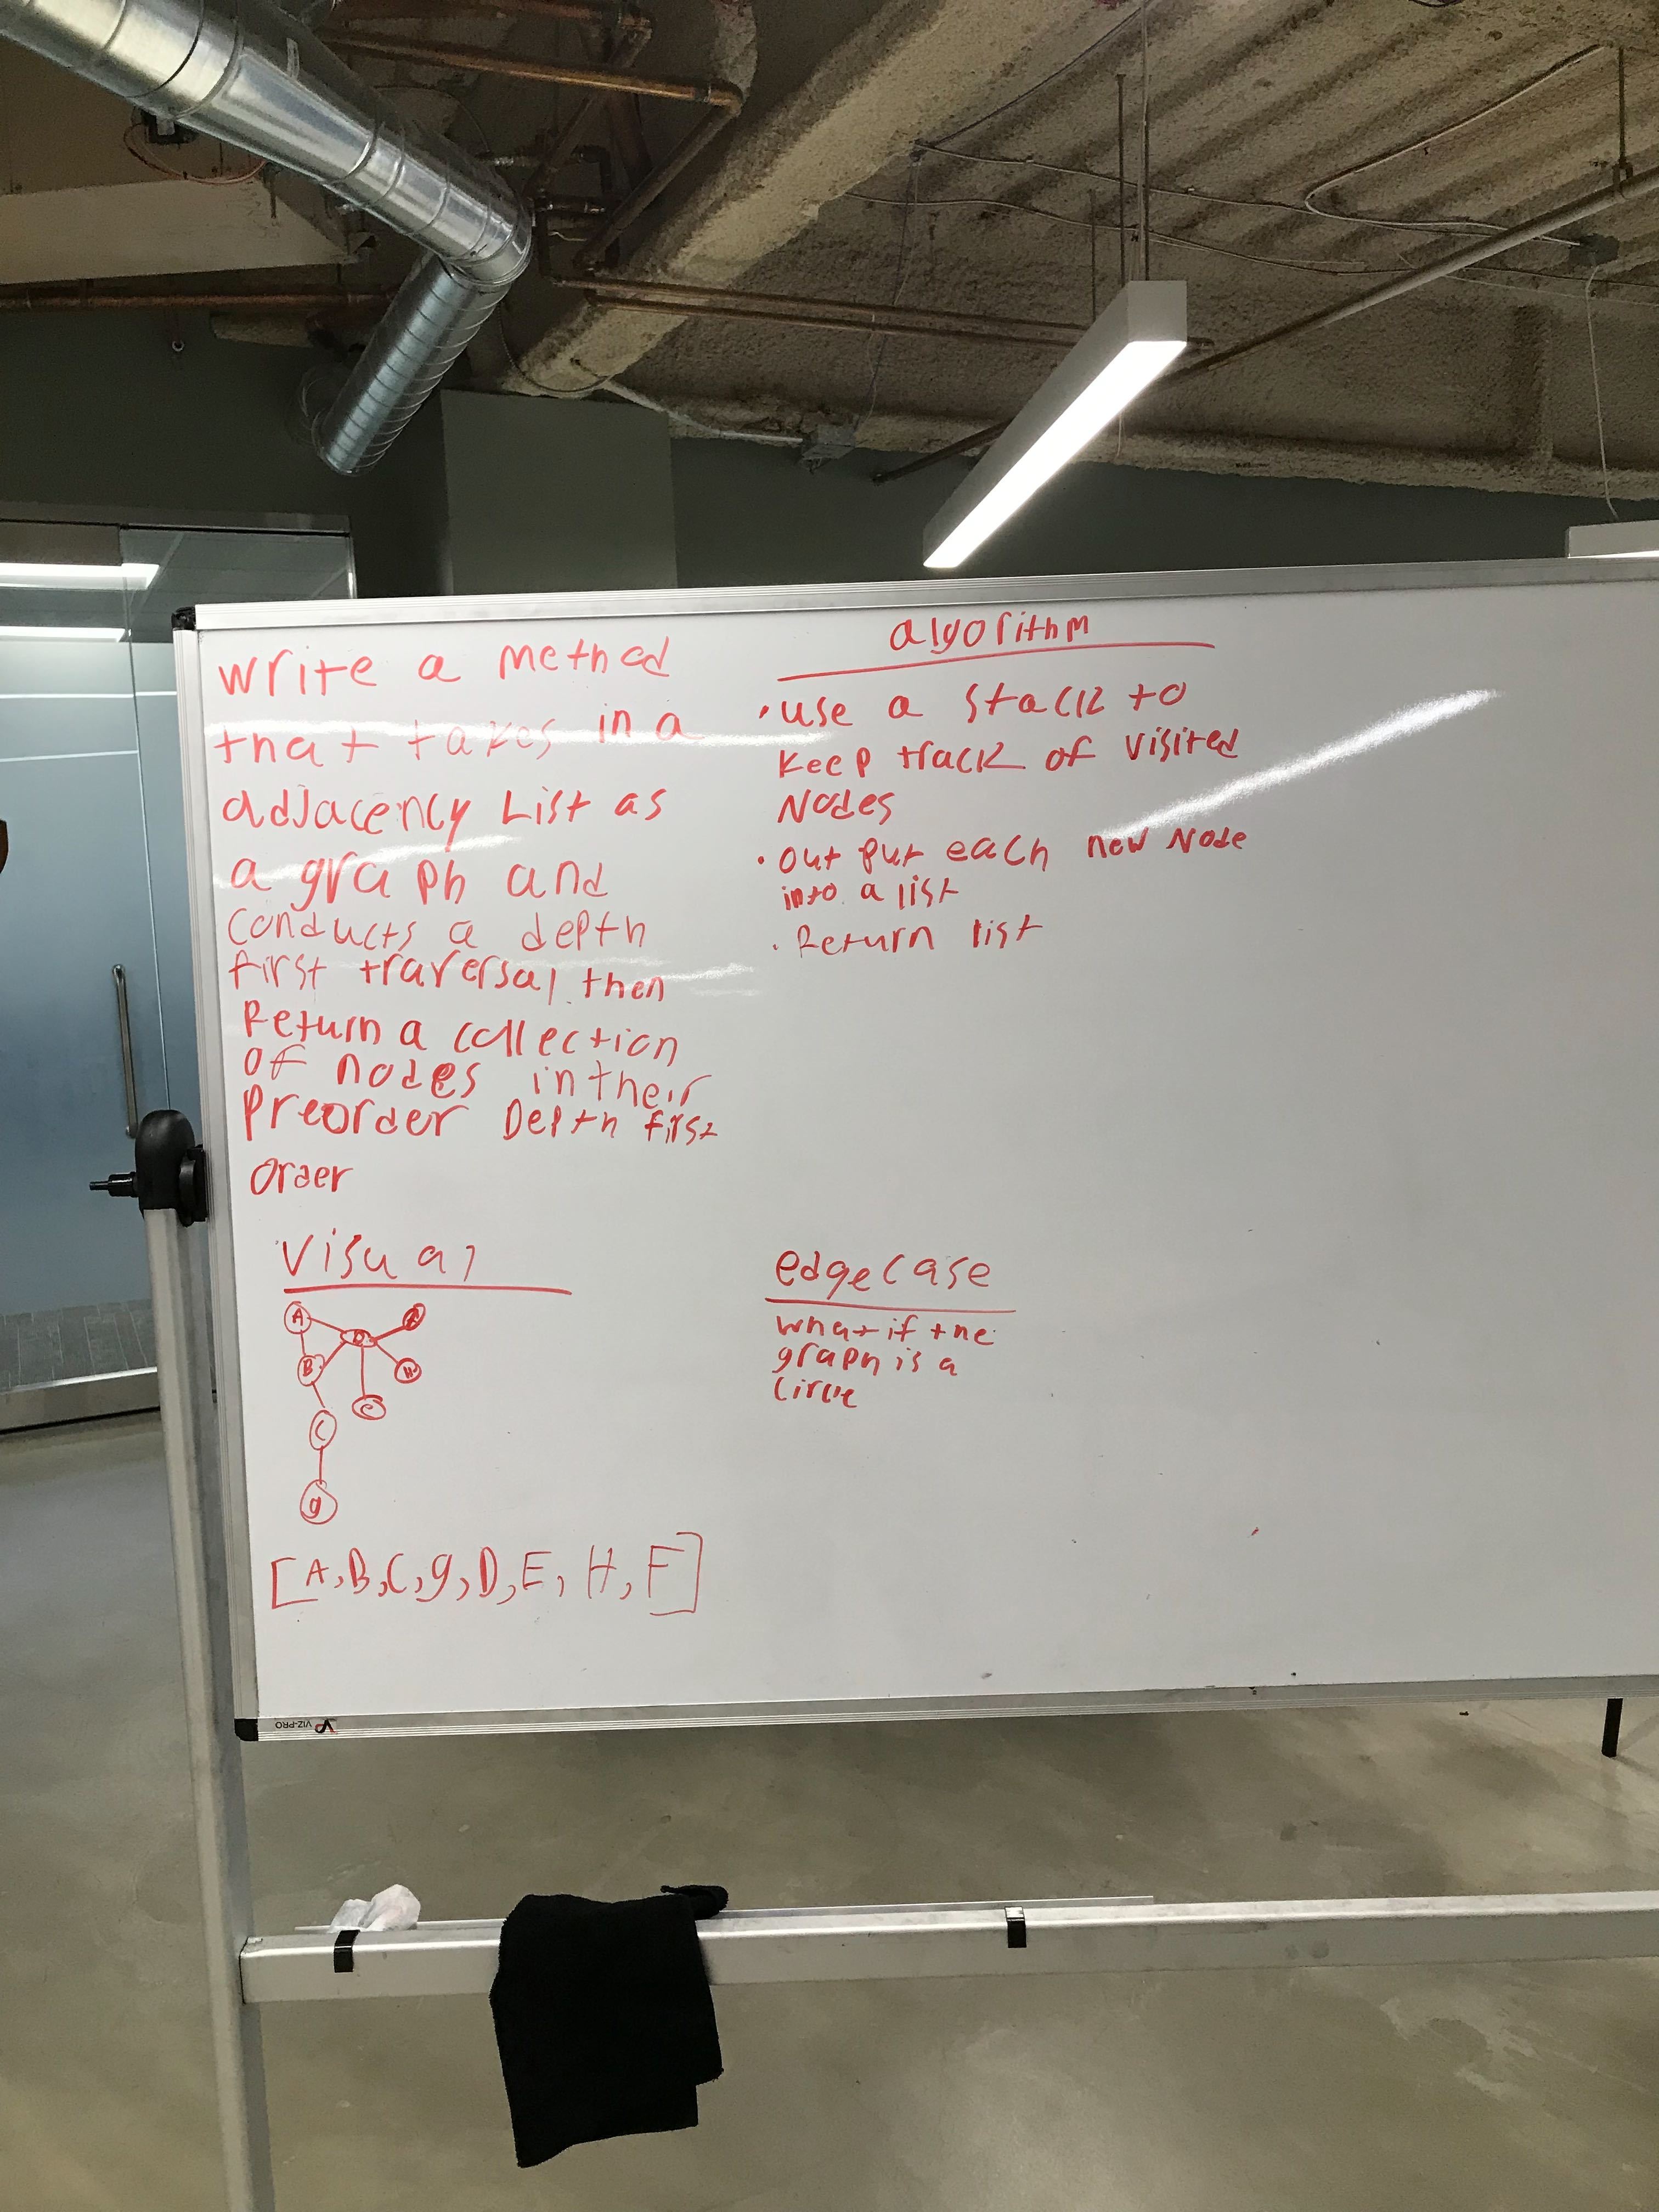 write a method
that takes in a
adjacency List as
a graph and
conducts a depth
first traversal then
Return a collection
of nodes in their
Preorder Depth first
Order
visual
A
D
B
H
E
C
g
[A,B,C,g,D,E,H,F]
algorithm
• use a stack to
keep track of visited
Nodes
• out put each new Node
into a list
• Return list
edge case
what if the
graph is a
circle
VIZ-PRO